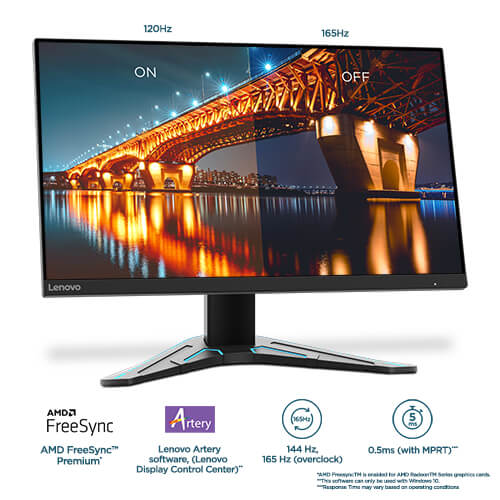 120Hz
165Hz
ON
OFF
Lenovo
AMD
FreeSync
AMD FreeSync™
Premium*
Artery
Lenovo Artery
software, (Lenovo
Display Control Center)**
165Hz
144 Hz,
165 Hz (overclock)
5
ms
0.5ms (with MPRT)***
*AMD FreesyncTM is enabled for AMD RadeonTM Series graphics cards.
**This software can only be used with Windows 10.
***Response Time may vary based on operating conditions